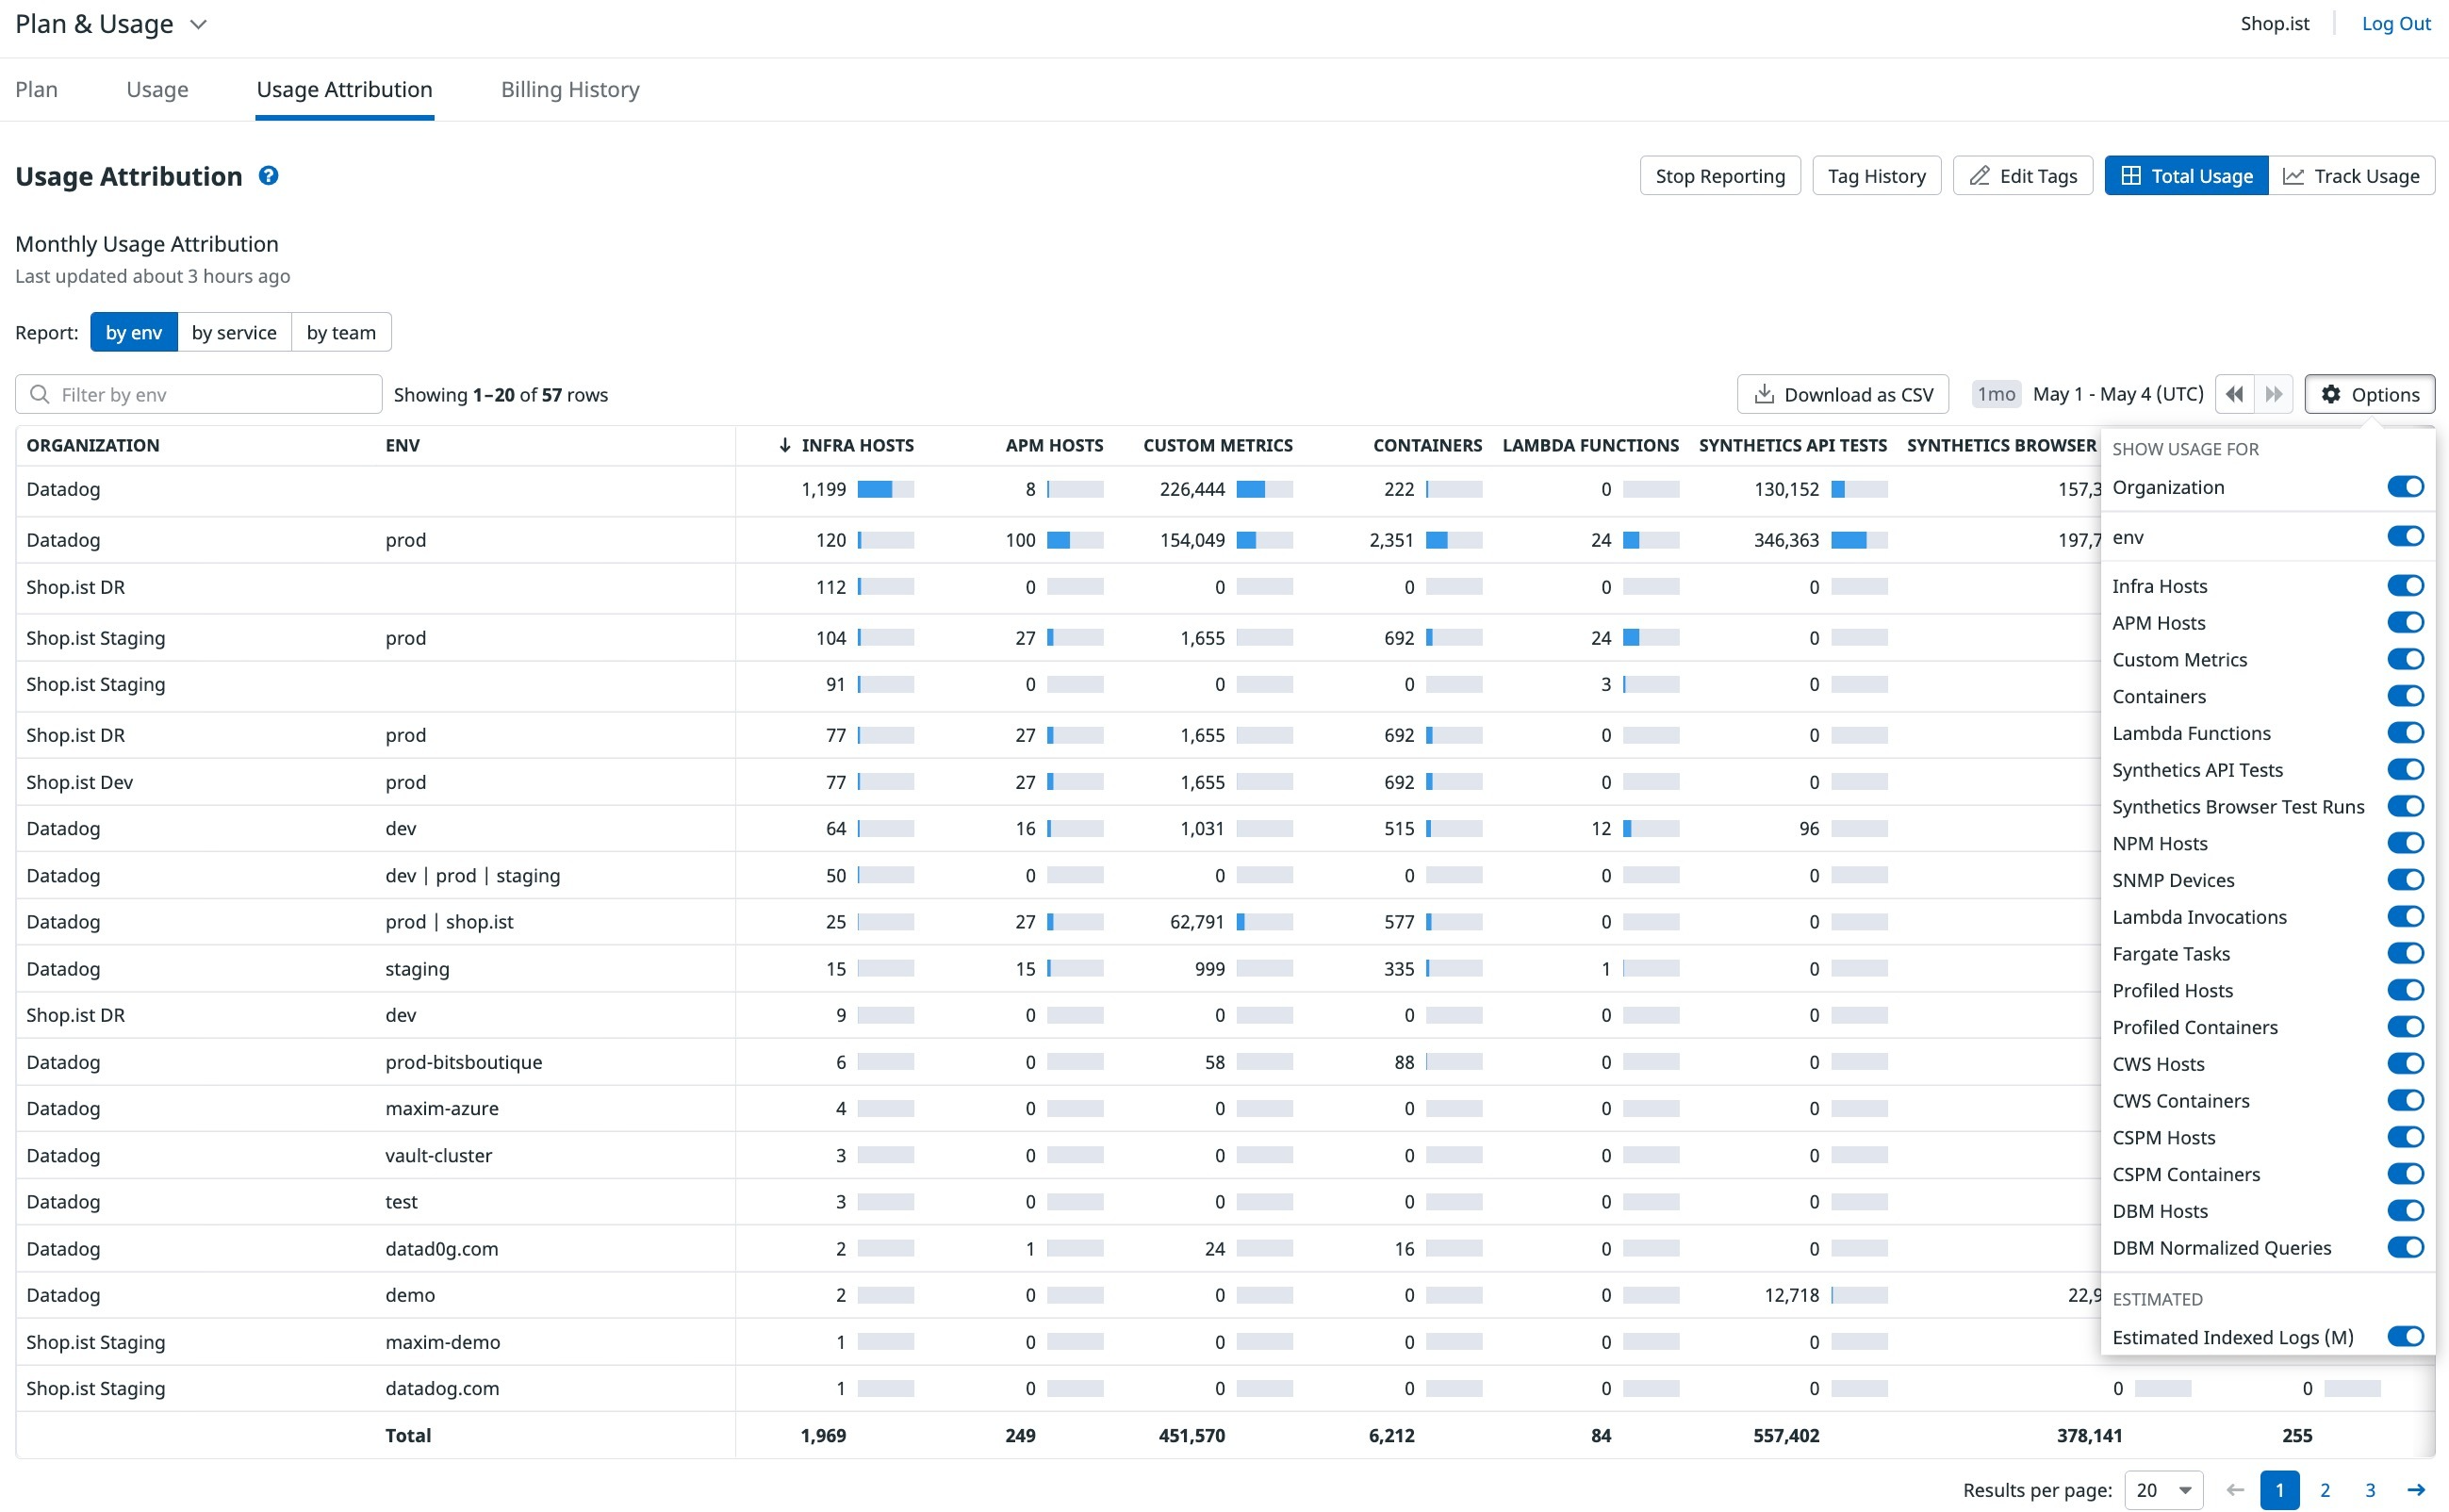 Plan & Usage
Shop.ist Log Out
Plan Usage Usage Attribution Billing History
Usage Attribution ?
Stop Reporting Tag History Edit Tags Total Usage Track Usage
Monthly Usage Attribution
Last updated about 3 hours ago
Report: by env by service by team
Filter by env Showing 1–20 of 57 rows Download as CSV 1mo May 1 - May 4 (UTC) Options
ORGANIZATION ENV INFRA HOSTS APM HOSTS CUSTOM METRICS CONTAINERS LAMBDA FUNCTIONS SYNTHETICS API TESTS SYNTHETICS BROWSER
Datadog 1,199 8 226,444 222 0 130,152 157,3
Datadog prod 120 100 154,049 2,351 24 346,363 197,7
Shop.ist DR 112 0 0 0 0 0
Shop.ist Staging prod 104 27 1,655 692 24 0
Shop.ist Staging 91 0 0 0 3 0
Shop.ist DR prod 77 27 1,655 692 0 0
Shop.ist Dev prod 77 27 1,655 692 0 0
Datadog dev 64 16 1,031 515 12 96
Datadog dev | prod | staging 50 0 0 0 0 0
Datadog prod | shop.ist 25 27 62,791 577 0 0
Datadog staging 15 15 999 335 1 0
Shop.ist DR dev 9 0 0 0 0 0
Datadog prod-bitsboutique 6 0 58 88 0 0
Datadog maxim-azure 4 0 0 0 0 0
Datadog vault-cluster 3 0 0 0 0 0
Datadog test 3 0 0 0 0 0
Datadog datad0g.com 2 1 24 16 0 0
Datadog demo 2 0 0 0 0 12,718 22,9
Shop.ist Staging maxim-demo 1 0 0 0 0 0
Shop.ist Staging datadog.com 1 0 0 0 0 0 0 0
Total 1,969 249 451,570 6,212 84 557,402 378,141 255
SHOW USAGE FOR
Organization
env
Infra Hosts
APM Hosts
Custom Metrics
Containers
Lambda Functions
Synthetics API Tests
Synthetics Browser Test Runs
NPM Hosts
SNMP Devices
Lambda Invocations
Fargate Tasks
Profiled Hosts
Profiled Containers
CWS Hosts
CWS Containers
CSPM Hosts
CSPM Containers
DBM Hosts
DBM Normalized Queries
ESTIMATED
Estimated Indexed Logs (M)
Results per page: 20 1 2 3